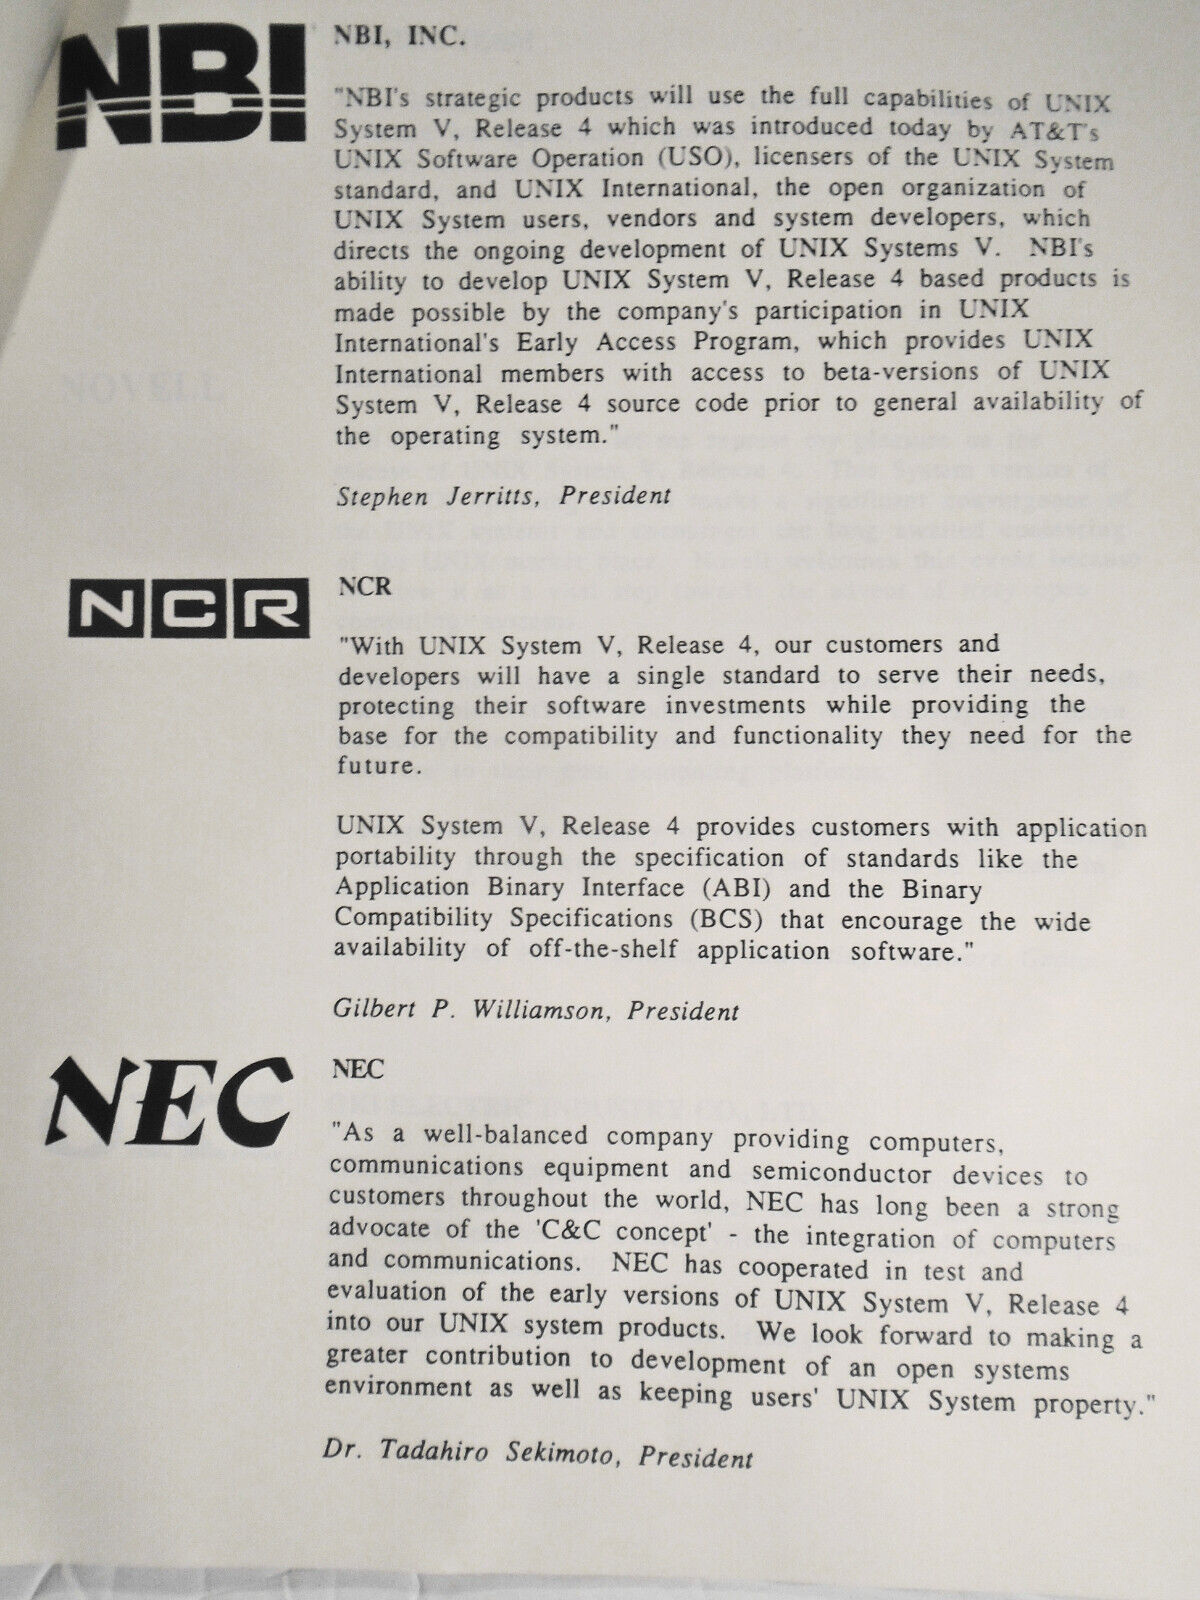 NBI
NBI, INC.
"NBI's strategic products will use the full capabilities of UNIX
System V, Release 4 which was introduced today by AT&T's
UNIX Software Operation (USO), licensers of the UNIX System
standard, and UNIX International, the open organization of
UNIX System users, vendors and system developers, which
directs the ongoing development of UNIX Systems V. NBI's
ability to develop UNIX System V, Release 4 based products is
made possible by the company's participation in UNIX
International's Early Access Program, which provides UNIX
International members with access to beta-versions of UNIX
System V, Release 4 source code prior to general availability of
the operating system."
Stephen Jerritts, President
NCR
NCR
"With UNIX System V, Release 4, our customers and
developers will have a single standard to serve their needs,
protecting their software investments while providing the
base for the compatibility and functionality they need for the
future.
UNIX System V, Release 4 provides customers with application
portability through the specification of standards like the
Application Binary Interface (ABI) and the Binary
Compatibility Specifications (BCS) that encourage the wide
availability of off-the-shelf application software."
Gilbert P. Williamson, President
NEC
NEC
"As a well-balanced company providing computers,
communications equipment and semiconductor devices to
customers throughout the world, NEC has long been a strong
advocate of the 'C&C concept' - the integration of computers
and communications. NEC has cooperated in test and
evaluation of the early versions of UNIX System V, Release 4
into our UNIX system products. We look forward to making a
greater contribution to development of an open systems
environment as well as keeping users' UNIX System property."
Dr. Tadahiro Sekimoto, President